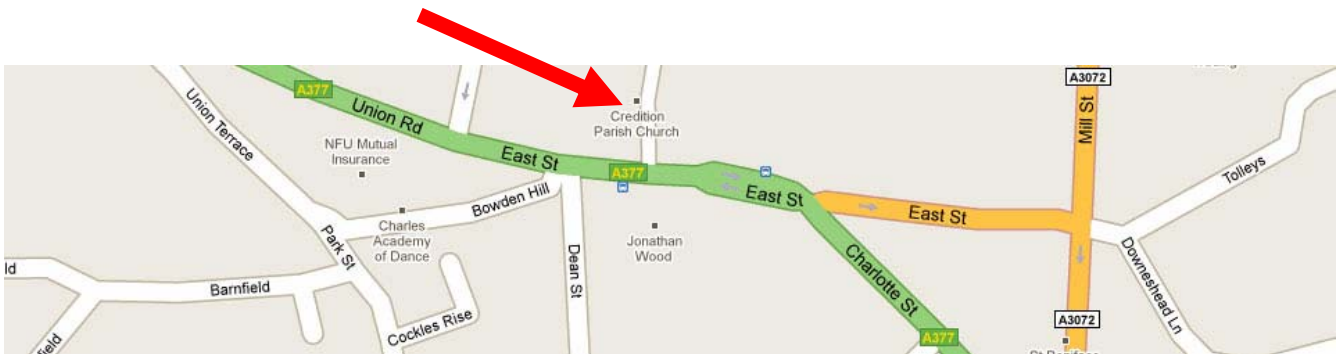 A3072
A377
Union Rd
Union Terrace
NFU Mutual
Insurance
Credition
Parish Church
Mill St
East St
A377
East St
East St
Tolleys
Bowden Hill
Charles
Academy
of Dance
Park St
Jonathan
Wood
Dean St
Charlotte St
Downeshead Ln
ld
Barnfield
Cockles Rise
A3072
A377
field